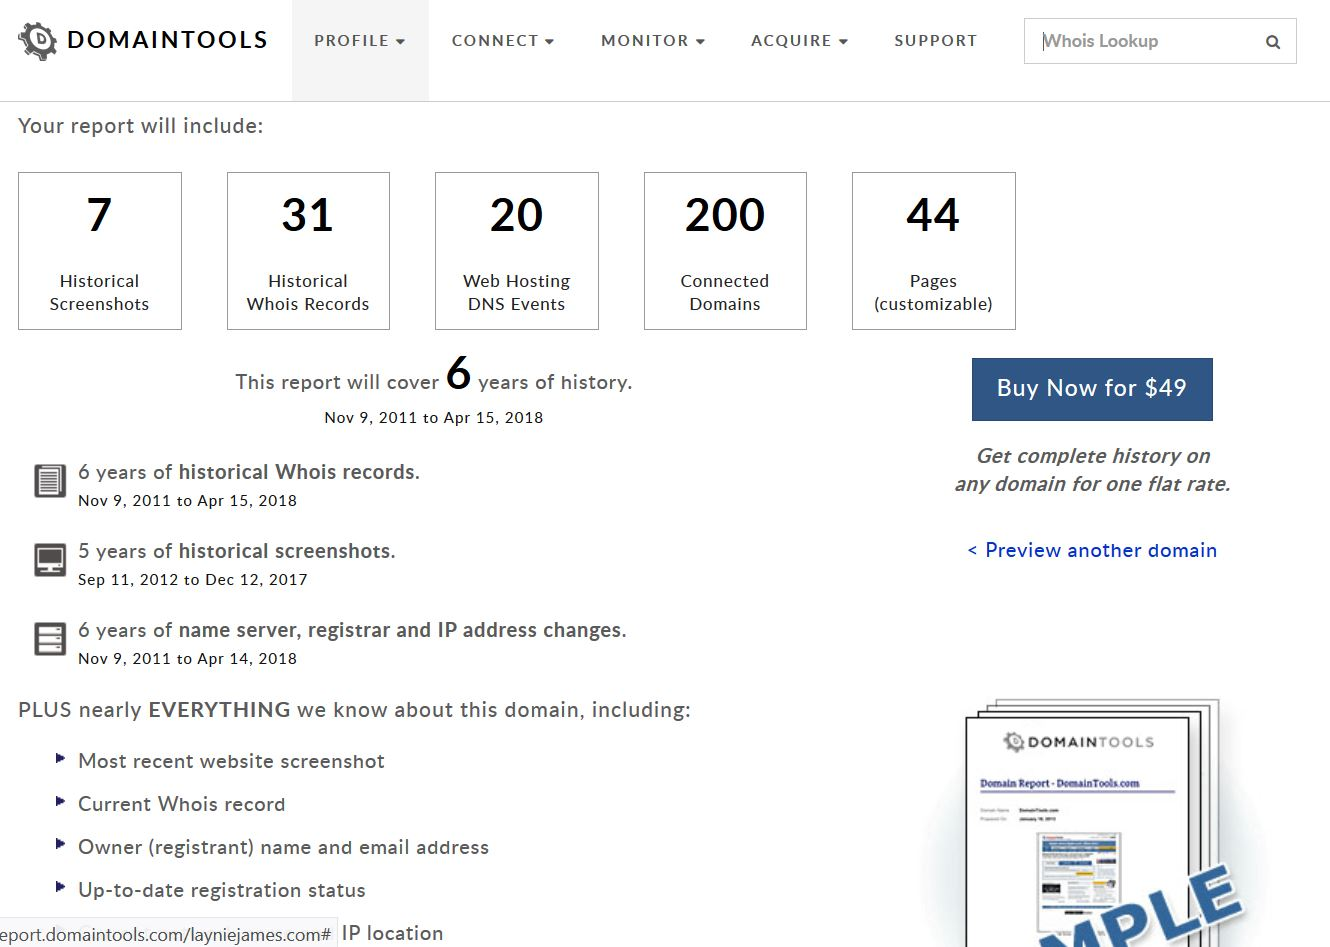 DOMAINTOOLS
PROFILE
CONNECT
MONITOR
ACQUIRE
SUPPORT
Whois Lookup
Your report will include:
7
Historical
Screenshots
31
Historical
Whois Records
20
Web Hosting
DNS Events
200
Connected
Domains
44
Pages
(customizable)
This report will cover 6 years of history.
Nov 9, 2011 to Apr 15, 2018
Buy Now for $49
Get complete history on
any domain for one flat rate.
< Preview another domain
6 years of historical Whois records.
Nov 9, 2011 to Apr 15, 2018
5 years of historical screenshots.
Sep 11, 2012 to Dec 12, 2017
6 years of name server, registrar and IP address changes.
Nov 9, 2011 to Apr 14, 2018
PLUS nearly EVERYTHING we know about this domain, including:
Most recent website screenshot
Current Whois record
Owner (registrant) name and email address
Up-to-date registration status
IP location
eport.domaintools.com/layniejames.com#
DOMAINTOOLS
Domain Report - DomainTools.com
Domain Name DomainTools.com
Prepared On
MPLE